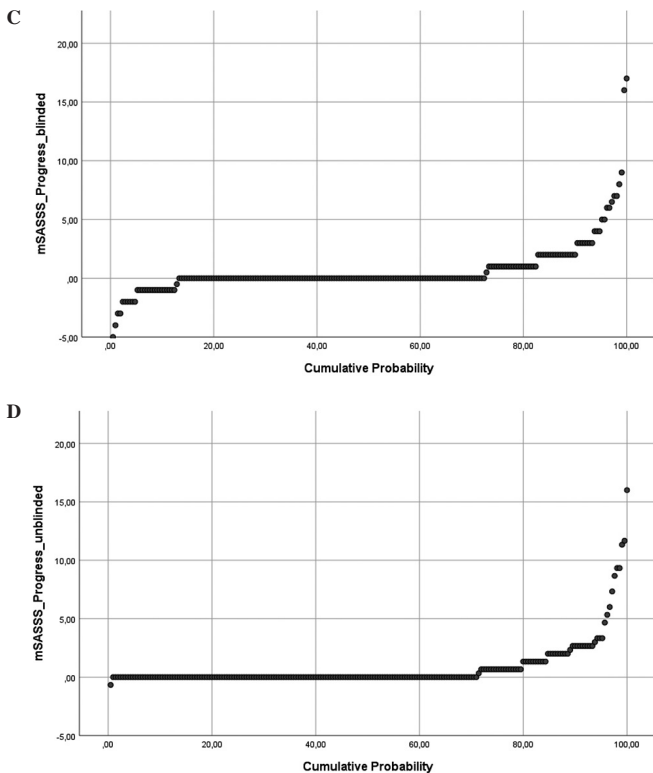 C
mSASSS_Progress_blinded
20,00
15,00
10,00
5,00
,00
-5,00
,00 20,00 40,00 60,00 80,00 100,00
Cumulative Probability
D
mSASSS_Progress_unblinded
20,00
15,00
10,00
5,00
,00
-5,00
,00 20,00 40,00 60,00 80,00 100,00
Cumulative Probability